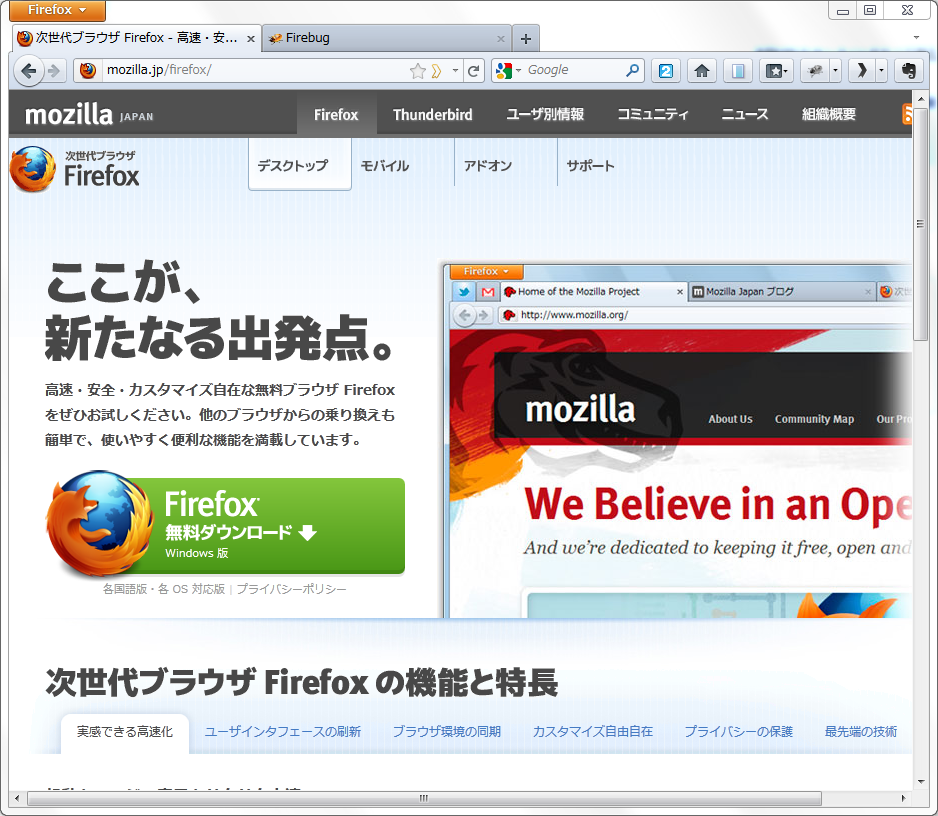 Firefox
次世代ブラウザ Firefox - 高速・安...
Firebug
mozilla.jp/firefox/
Google
mozilla JAPAN
Firefox Thunderbird ユーザ別情報 コミュニティ ニュース 組織概要
次世代ブラウザ
Firefox
デスクトップ モバイル アドオン サポート
ここが、
新たなる出発点。
高速・安全・カスタマイズ自在な無料ブラウザ Firefox
をぜひお試しください。他のブラウザからの乗り換えも
簡単で、使いやすく便利な機能を満載しています。
Firefox
無料ダウンロード
Windows 版
各国語版・各 OS 対応版 | プライバシーポリシー
Firefox
Home of the Mozilla Project
Mozilla Japan ブログ
次世
http://www.mozilla.org/
mozilla
About Us Community Map Our Pro
We Believe in an Ope
And we're dedicated to keeping it free, open and
次世代ブラウザ Firefox の機能と特長
実感できる高速化 ユーザインタフェースの刷新 ブラウザ環境の同期 カスタマイズ自由自在 プライバシーの保護 最先端の技術